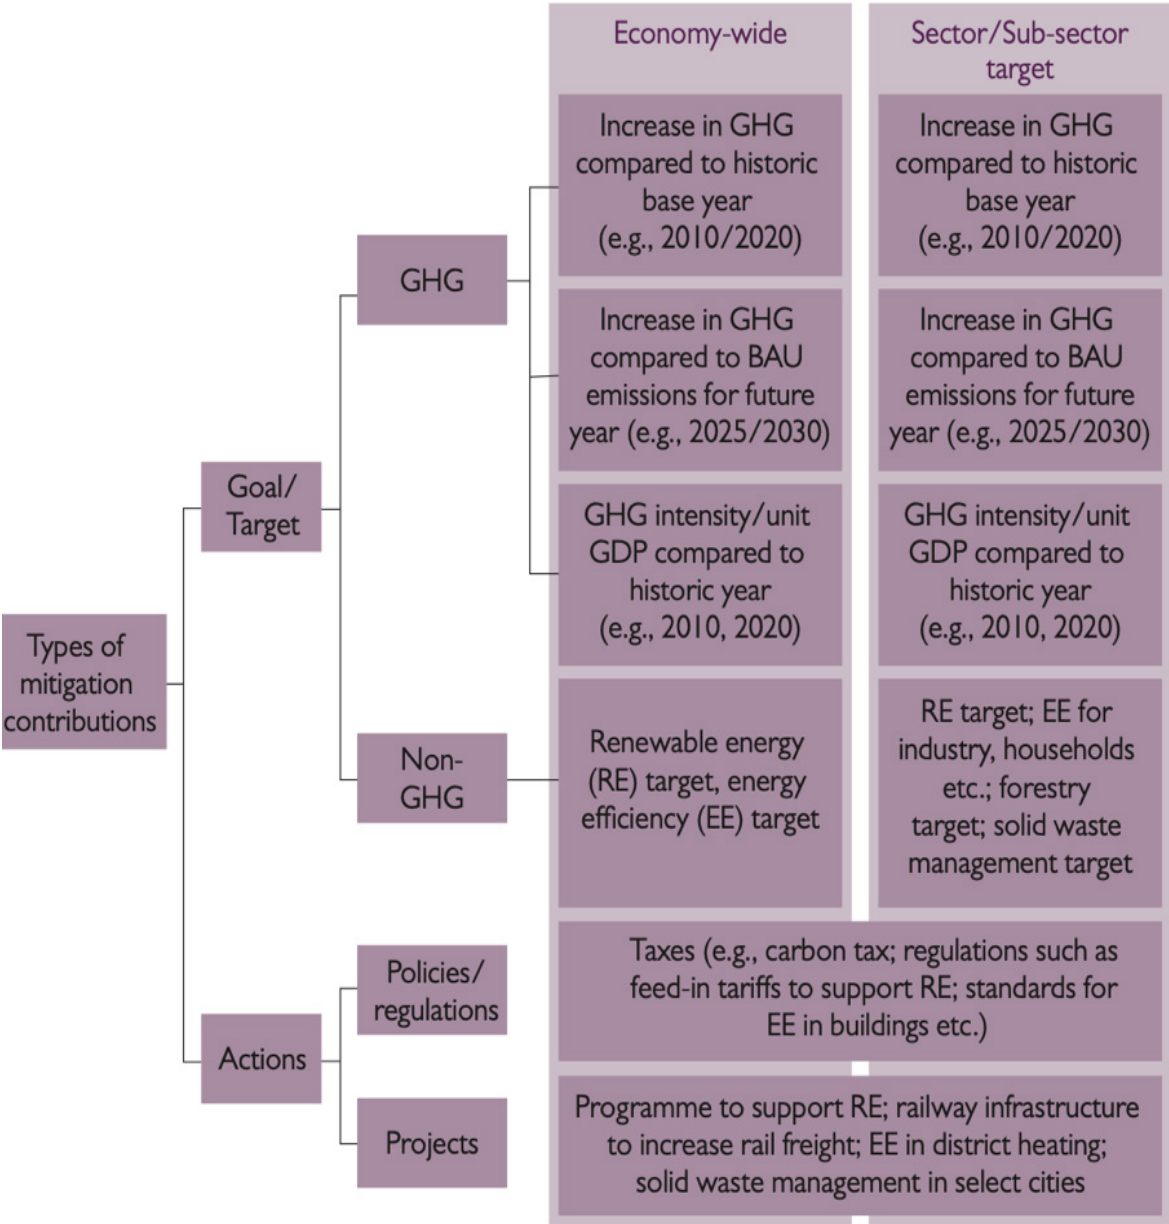 Economy-wide
Sector/Sub-sector
target
Increase in GHG
compared to historic
base year
(e.g., 2010/2020)
Increase in GHG
compared to historic
base year
(e.g., 2010/2020)
GHG
Increase in GHG
compared to BAU
emissions for future
year (e.g., 2025/2030)
Increase in GHG
compared to BAU
emissions for future
year (e.g., 2025/2030)
Goal/
Target
GHG intensity/unit
GDP compared to
historic year
(e.g., 2010, 2020)
GHG intensity/unit
GDP compared to
historic year
(e.g., 2010, 2020)
Types of
mitigation
contributions
Non-
GHG
Renewable energy
(RE) target, energy
efficiency (EE) target
RE target; EE for
industry, households
etc.; forestry
target; solid waste
management target
Policies/
regulations
Taxes (e.g., carbon tax; regulations such as
feed-in tariffs to support RE; standards for
EE in buildings etc.)
Actions
Projects
Programme to support RE; railway infrastructure
to increase rail freight; EE in district heating;
solid waste management in select cities